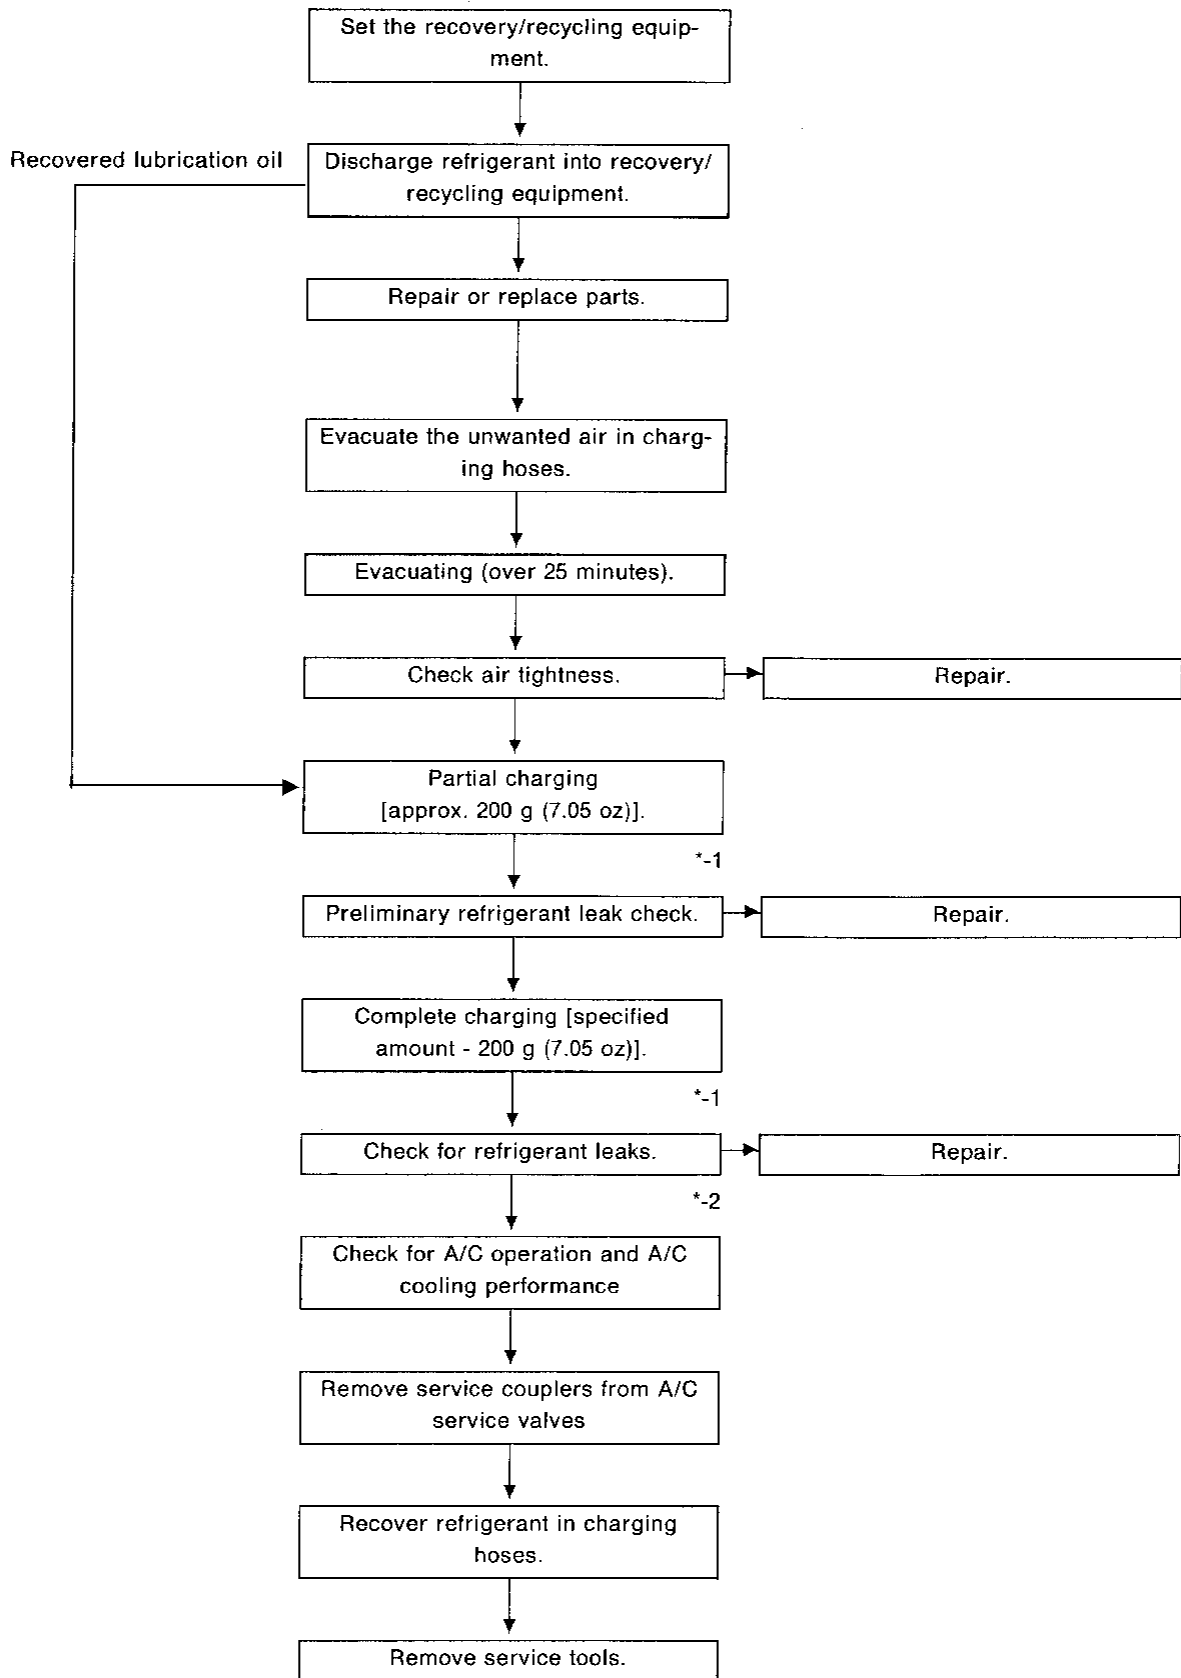 Set the recovery/recycling equip-
ment.
Recovered lubrication oil
Discharge refrigerant into recovery/
recycling equipment.
Repair or replace parts.
Evacuate the unwanted air in charg-
ing hoses.
Evacuating (over 25 minutes).
Check air tightness.
Repair.
Partial charging
[approx. 200 g (7.05 oz)].
*-1
Preliminary refrigerant leak check.
Repair.
Complete charging [specified
amount - 200 g (7.05 oz)].
*-1
Check for refrigerant leaks.
Repair.
*-2
Check for A/C operation and A/C
cooling performance
Remove service couplers from A/C
service valves
Recover refrigerant in charging
hoses.
Remove service tools.